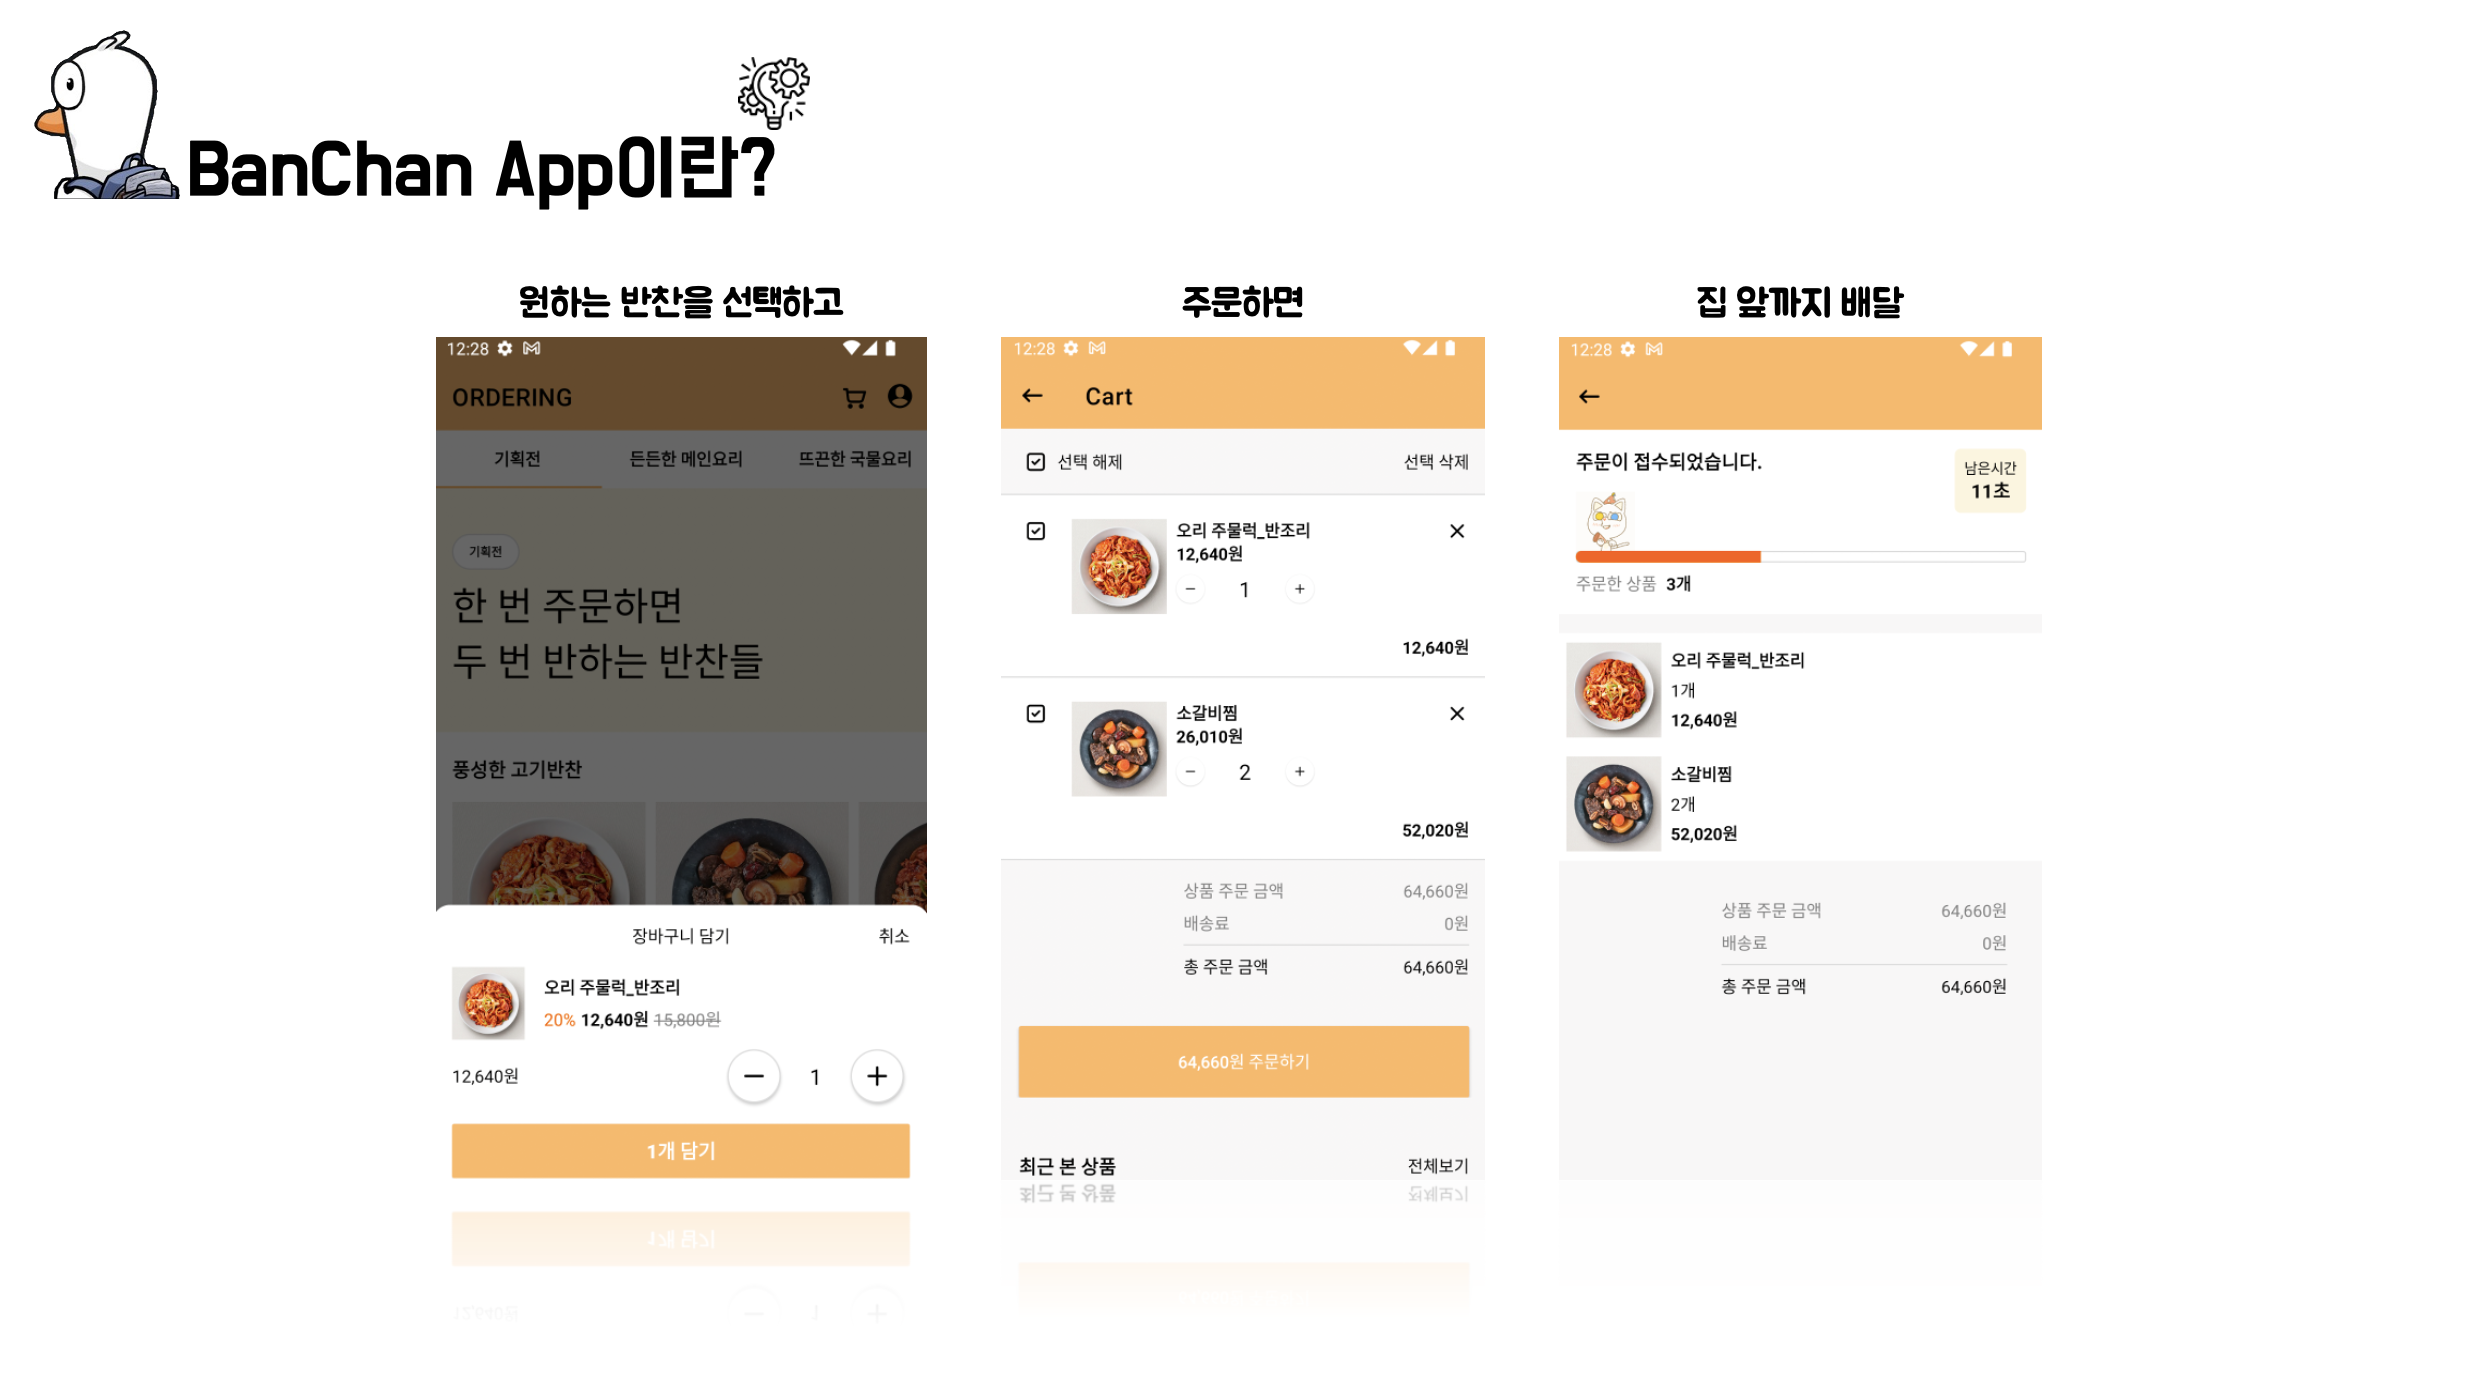 BanChan App이란?
원하는 반찬을 선택하고
12:28
ORDERING
기획전 든든한 메인요리 뜨끈한 국물요리
기획전
한 번 주문하면
두 번 반하는 반찬들
풍성한 고기반찬
장바구니 담기 취소
오리 주물럭_반조리
20% 12,640원 15,800원
12,640원 1
1개 담기
주문하면
12:28
Cart
선택 해제 선택 삭제
오리 주물럭_반조리
12,640원
1
12,640원
소갈비찜
26,010원
2
52,020원
상품 주문 금액 64,660원
배송료 0원
총 주문 금액 64,660원
64,660원 주문하기
최근 본 상품 전체보기
집 앞까지 배달
12:28
주문이 접수되었습니다.
남은시간
11초
주문한 상품 3개
오리 주물럭_반조리
1개
12,640원
소갈비찜
2개
52,020원
상품 주문 금액 64,660원
배송료 0원
총 주문 금액 64,660원